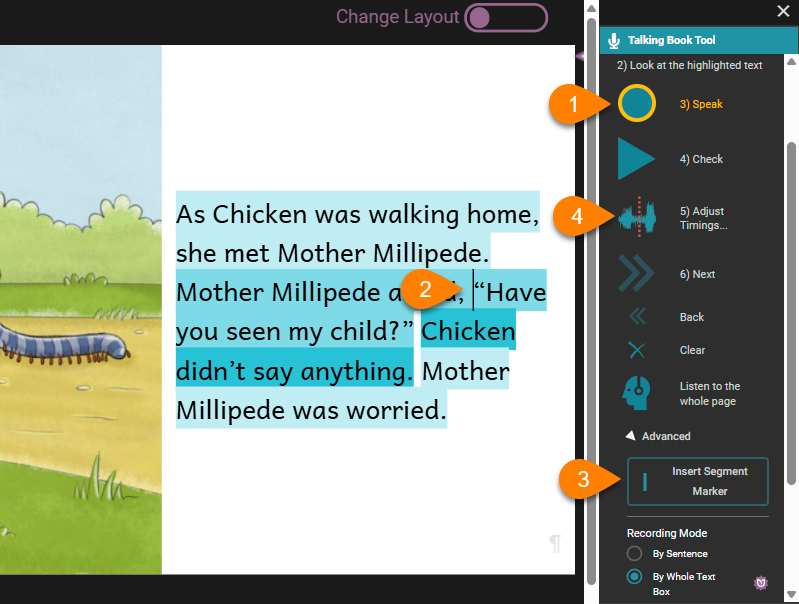 Change Layout
As Chicken was walking home,
she met Mother Millipede.
Mother Millipede a d, “Have
you seen my child?” Chicken
didn’t say anything. Mother
Millipede was worried.
¶
Talking Book Tool
2) Look at the highlighted text
1
3) Speak
4) Check
4
5) Adjust
Timings...
2
6) Next
Back
Clear
Listen to the
whole page
Advanced
3
Insert Segment
Marker
Recording Mode
By Sentence
By Whole Text
Box